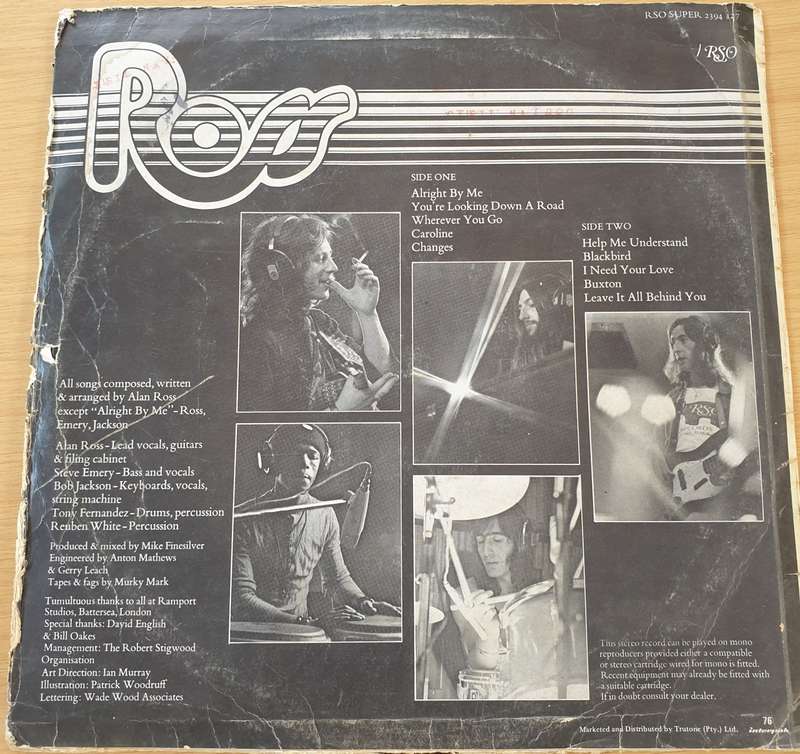 RSO SUPER 2394 127
RSO
Ross
SIDE ONE
Alright By Me
You're Looking Down A Road
Wherever You Go
Caroline
Changes
SIDE TWO
Help Me Understand
Blackbird
I Need Your Love
Buxton
Leave It All Behind You
All songs composed, written
& arranged by Alan Ross
except “Alright By Me”-Ross,
Emery, Jackson
Alan Ross-Lead vocals, guitars
& filing cabinet
Steve Emery-Bass and vocals
Bob Jackson-Keyboards, vocals,
string machine
Tony Fernandez-Drums, percussion
Reuben White-Percussion
Produced & mixed by Mike Finesilver
Engineered by Anton Mathews
& Gerry Leach
Tapes & fags by Murky Mark
Tumultuous thanks to all at Ramport
Studios, Battersea, London
Special thanks: David English
& Bill Oakes
Management: The Robert Stigwood
Organisation
Art Direction: Ian Murray
Illustration: Patrick Woodruff
Lettering: Wade Wood Associates
RSO
This stereo record can be played on mono
reproducers provided either a compatible
or stereo cartridge wired for mono is fitted.
Recent equipment may already be fitted with
a suitable cartridge.
If in doubt consult your dealer.
Marketed and Distributed by Trutone (Pty.) Ltd.
76